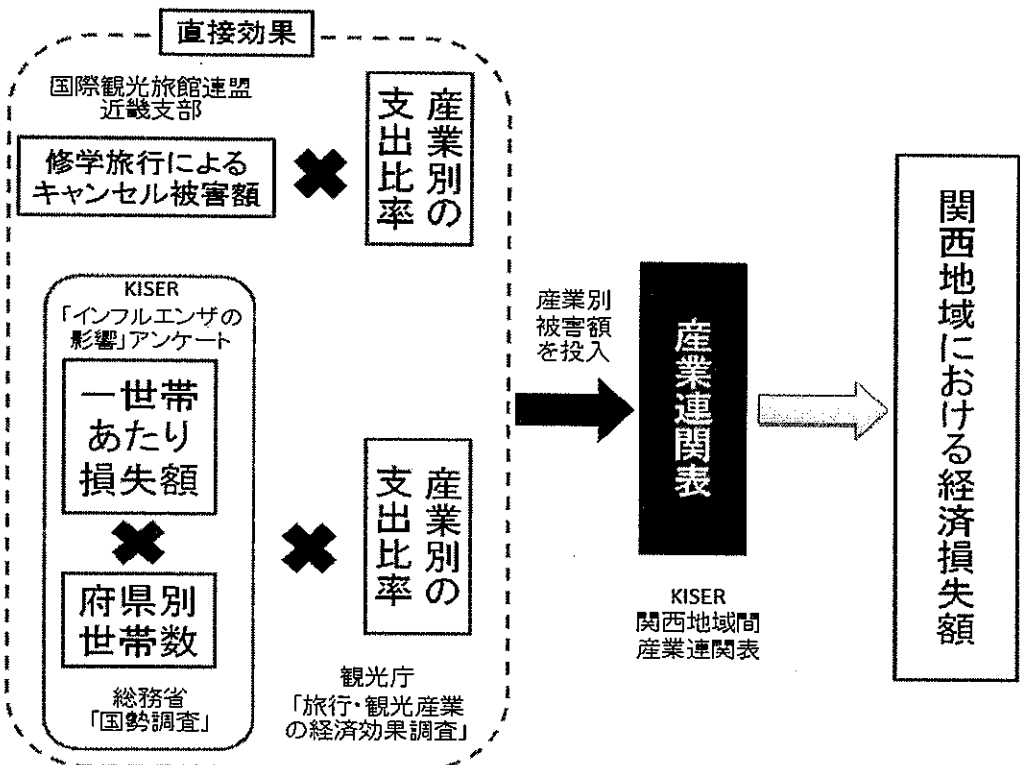 直接効果
国際観光旅館連盟
近畿支部
修学旅行による
キャンセル被害額
産業別の
支出比率
KISER
「インフルエンザの
影響」アンケート
一世帯
あたり
損失額
府県別
世帯数
総務省
「国勢調査」
産業別の
支出比率
観光庁
「旅行・観光産業
の経済効果調査」
産業別
被害額
を投入
産業連関表
KISER
関西地域間
産業連関表
関西地域における経済損失額